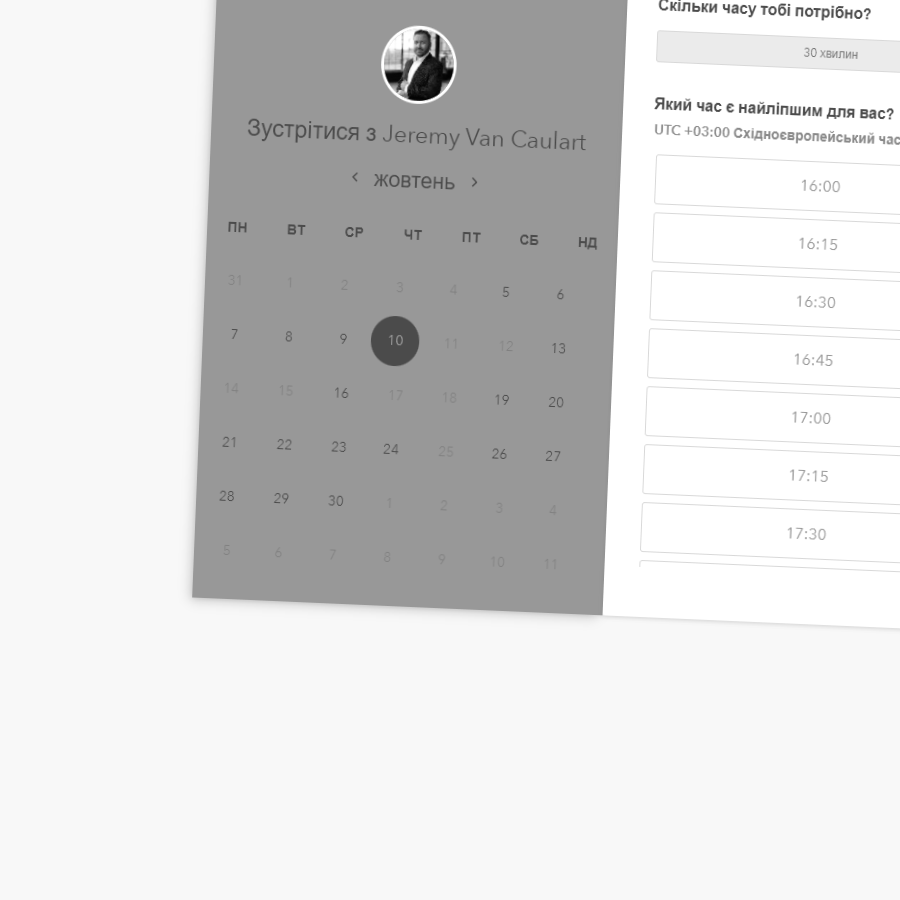 Зустрітися з Jeremy Van Caulart
‹ жовтень ›
ПН ВТ СР ЧТ ПТ СБ НД
31 1 2 3 4 5 6
7 8 9 10 11 12 13
14 15 16 17 18 19 20
21 22 23 24 25 26 27
28 29 30 1 2 3 4
5 6 7 8 9 10 11
Скільки часу тобі потрібно?
30 хвилин
Який час є найліпшим для вас?
UTC +03:00 Східноєвропейський час
16:00
16:15
16:30
16:45
17:00
17:15
17:30